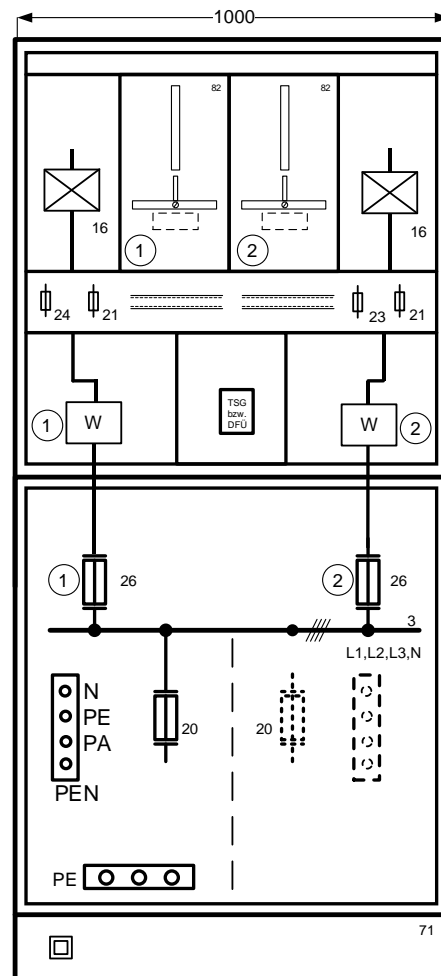 1000
82 82
16 16
1 2
24 21 23 21
1 W TSG W 2
bzw.
DFÜ
1 26 2 26
3
L1,L2,L3,N
N
PE
PA
PEN
20 20
PE
71